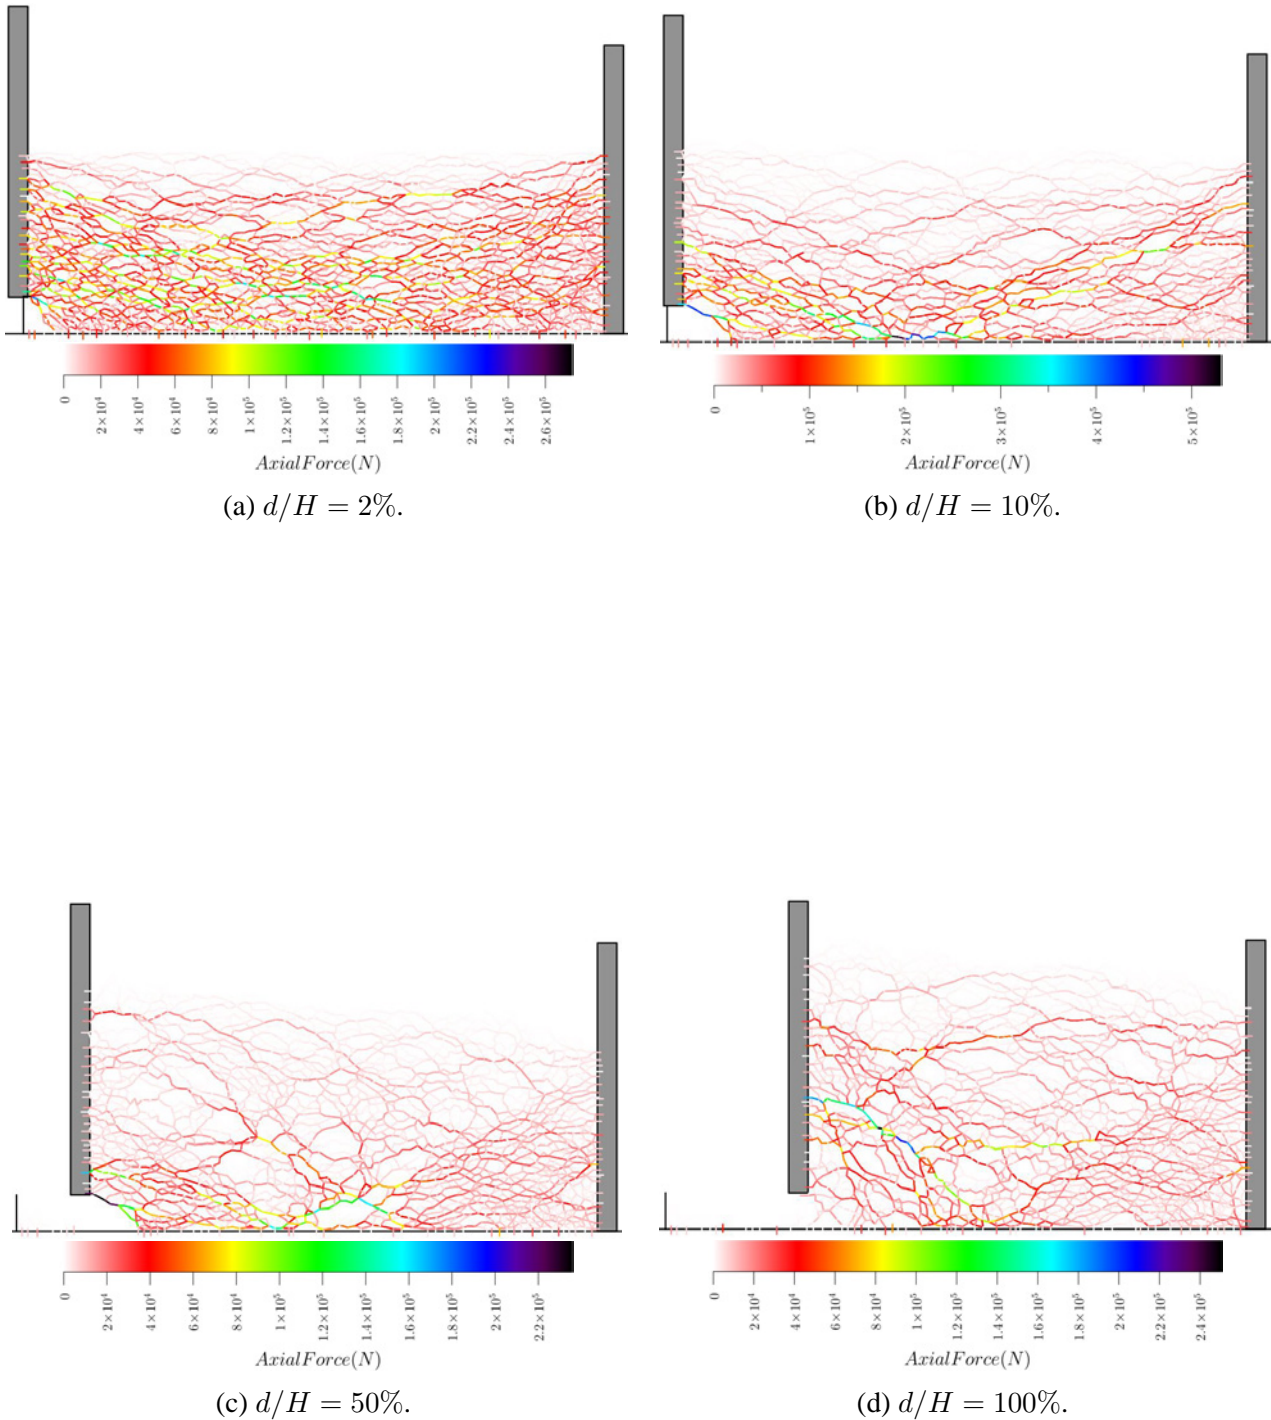 0 2×10⁴ 4×10⁴ 6×10⁴ 8×10⁴ 1×10⁵ 1.2×10⁵ 1.4×10⁵ 1.6×10⁵ 1.8×10⁵ 2×10⁵ 2.2×10⁵ 2.4×10⁵ 2.6×10⁵
AxialForce(N)
(a) d/H = 2%.
0 1×10⁵ 2×10⁵ 3×10⁵ 4×10⁵ 5×10⁵
AxialForce(N)
(b) d/H = 10%.
0 2×10⁴ 4×10⁴ 6×10⁴ 8×10⁴ 1×10⁵ 1.2×10⁵ 1.4×10⁵ 1.6×10⁵ 1.8×10⁵ 2×10⁵ 2.2×10⁵
AxialForce(N)
(c) d/H = 50%.
0 2×10⁴ 4×10⁴ 6×10⁴ 8×10⁴ 1×10⁵ 1.2×10⁵ 1.4×10⁵ 1.6×10⁵ 1.8×10⁵ 2×10⁵ 2.2×10⁵ 2.4×10⁵
AxialForce(N)
(d) d/H = 100%.